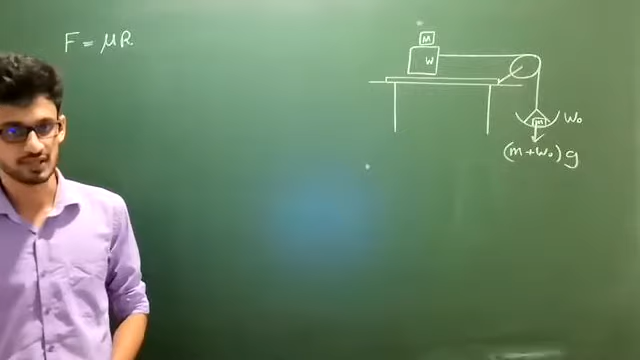 F = μR
M
W
m
W₀
(m+W₀)g